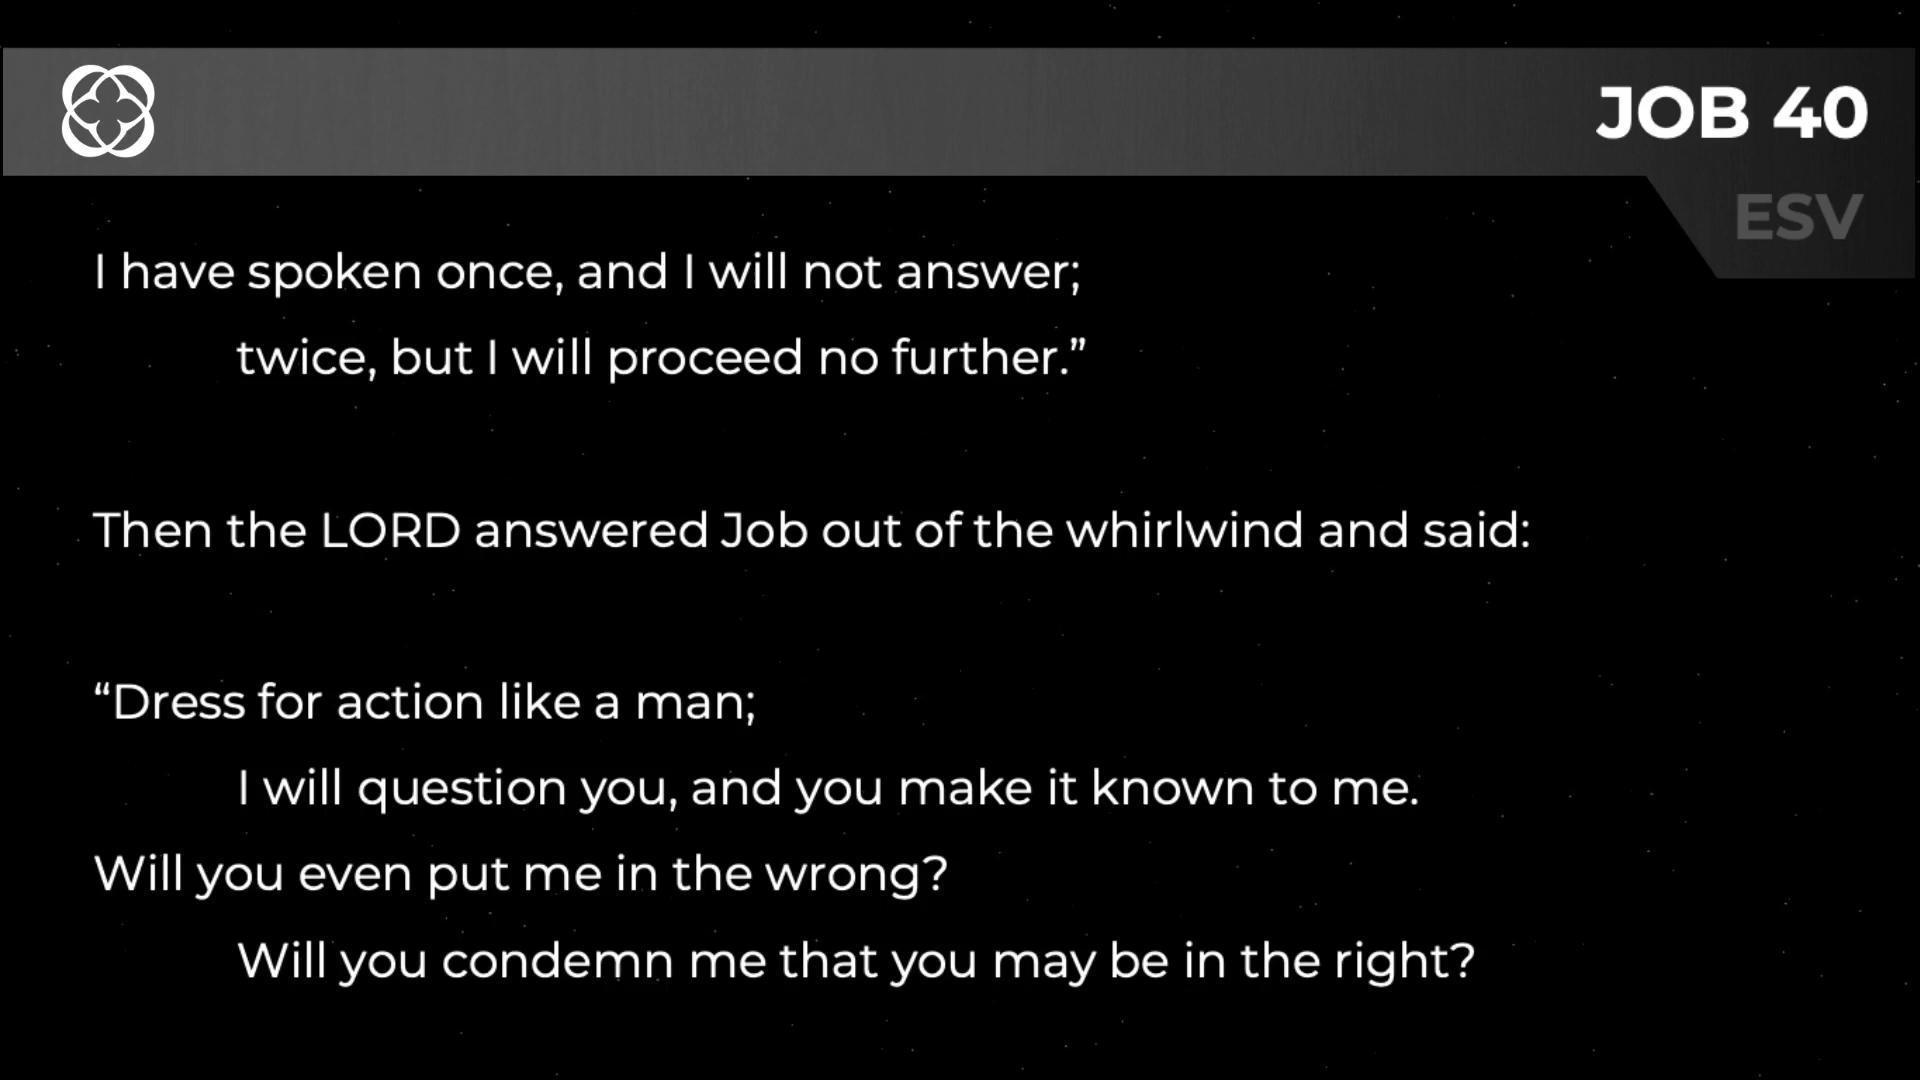 JOB 40
ESV
I have spoken once, and I will not answer;
twice, but I will proceed no further.”
Then the LORD answered Job out of the whirlwind and said:
“Dress for action like a man;
I will question you, and you make it known to me.
Will you even put me in the wrong?
Will you condemn me that you may be in the right?